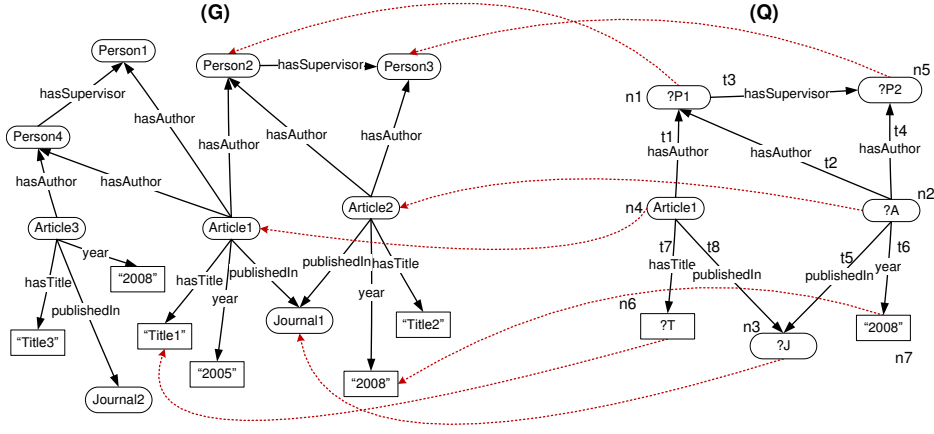 (G)
(Q)
Person1
Person2
hasSupervisor
Person3
n5
t3
?P1
hasSupervisor
?P2
n1
hasSupervisor
Person4
t1
t4
hasAuthor
hasAuthor
hasAuthor
hasAuthor
hasAuthor
hasAuthor
hasAuthor
t2
hasAuthor
hasAuthor
n2
Article3
Article1
Article2
n4
Article1
?A
year
hasTitle
publishedIn
publishedIn
hasTitle
t7
t8
t5
t6
hasTitle
"2008"
year
year
hasTitle
publishedIn
publishedIn
year
publishedIn
n6
"Title3"
"Title1"
Journal1
"Title2"
?T
n3
?J
"2008"
n7
"2005"
"2008"
Journal2